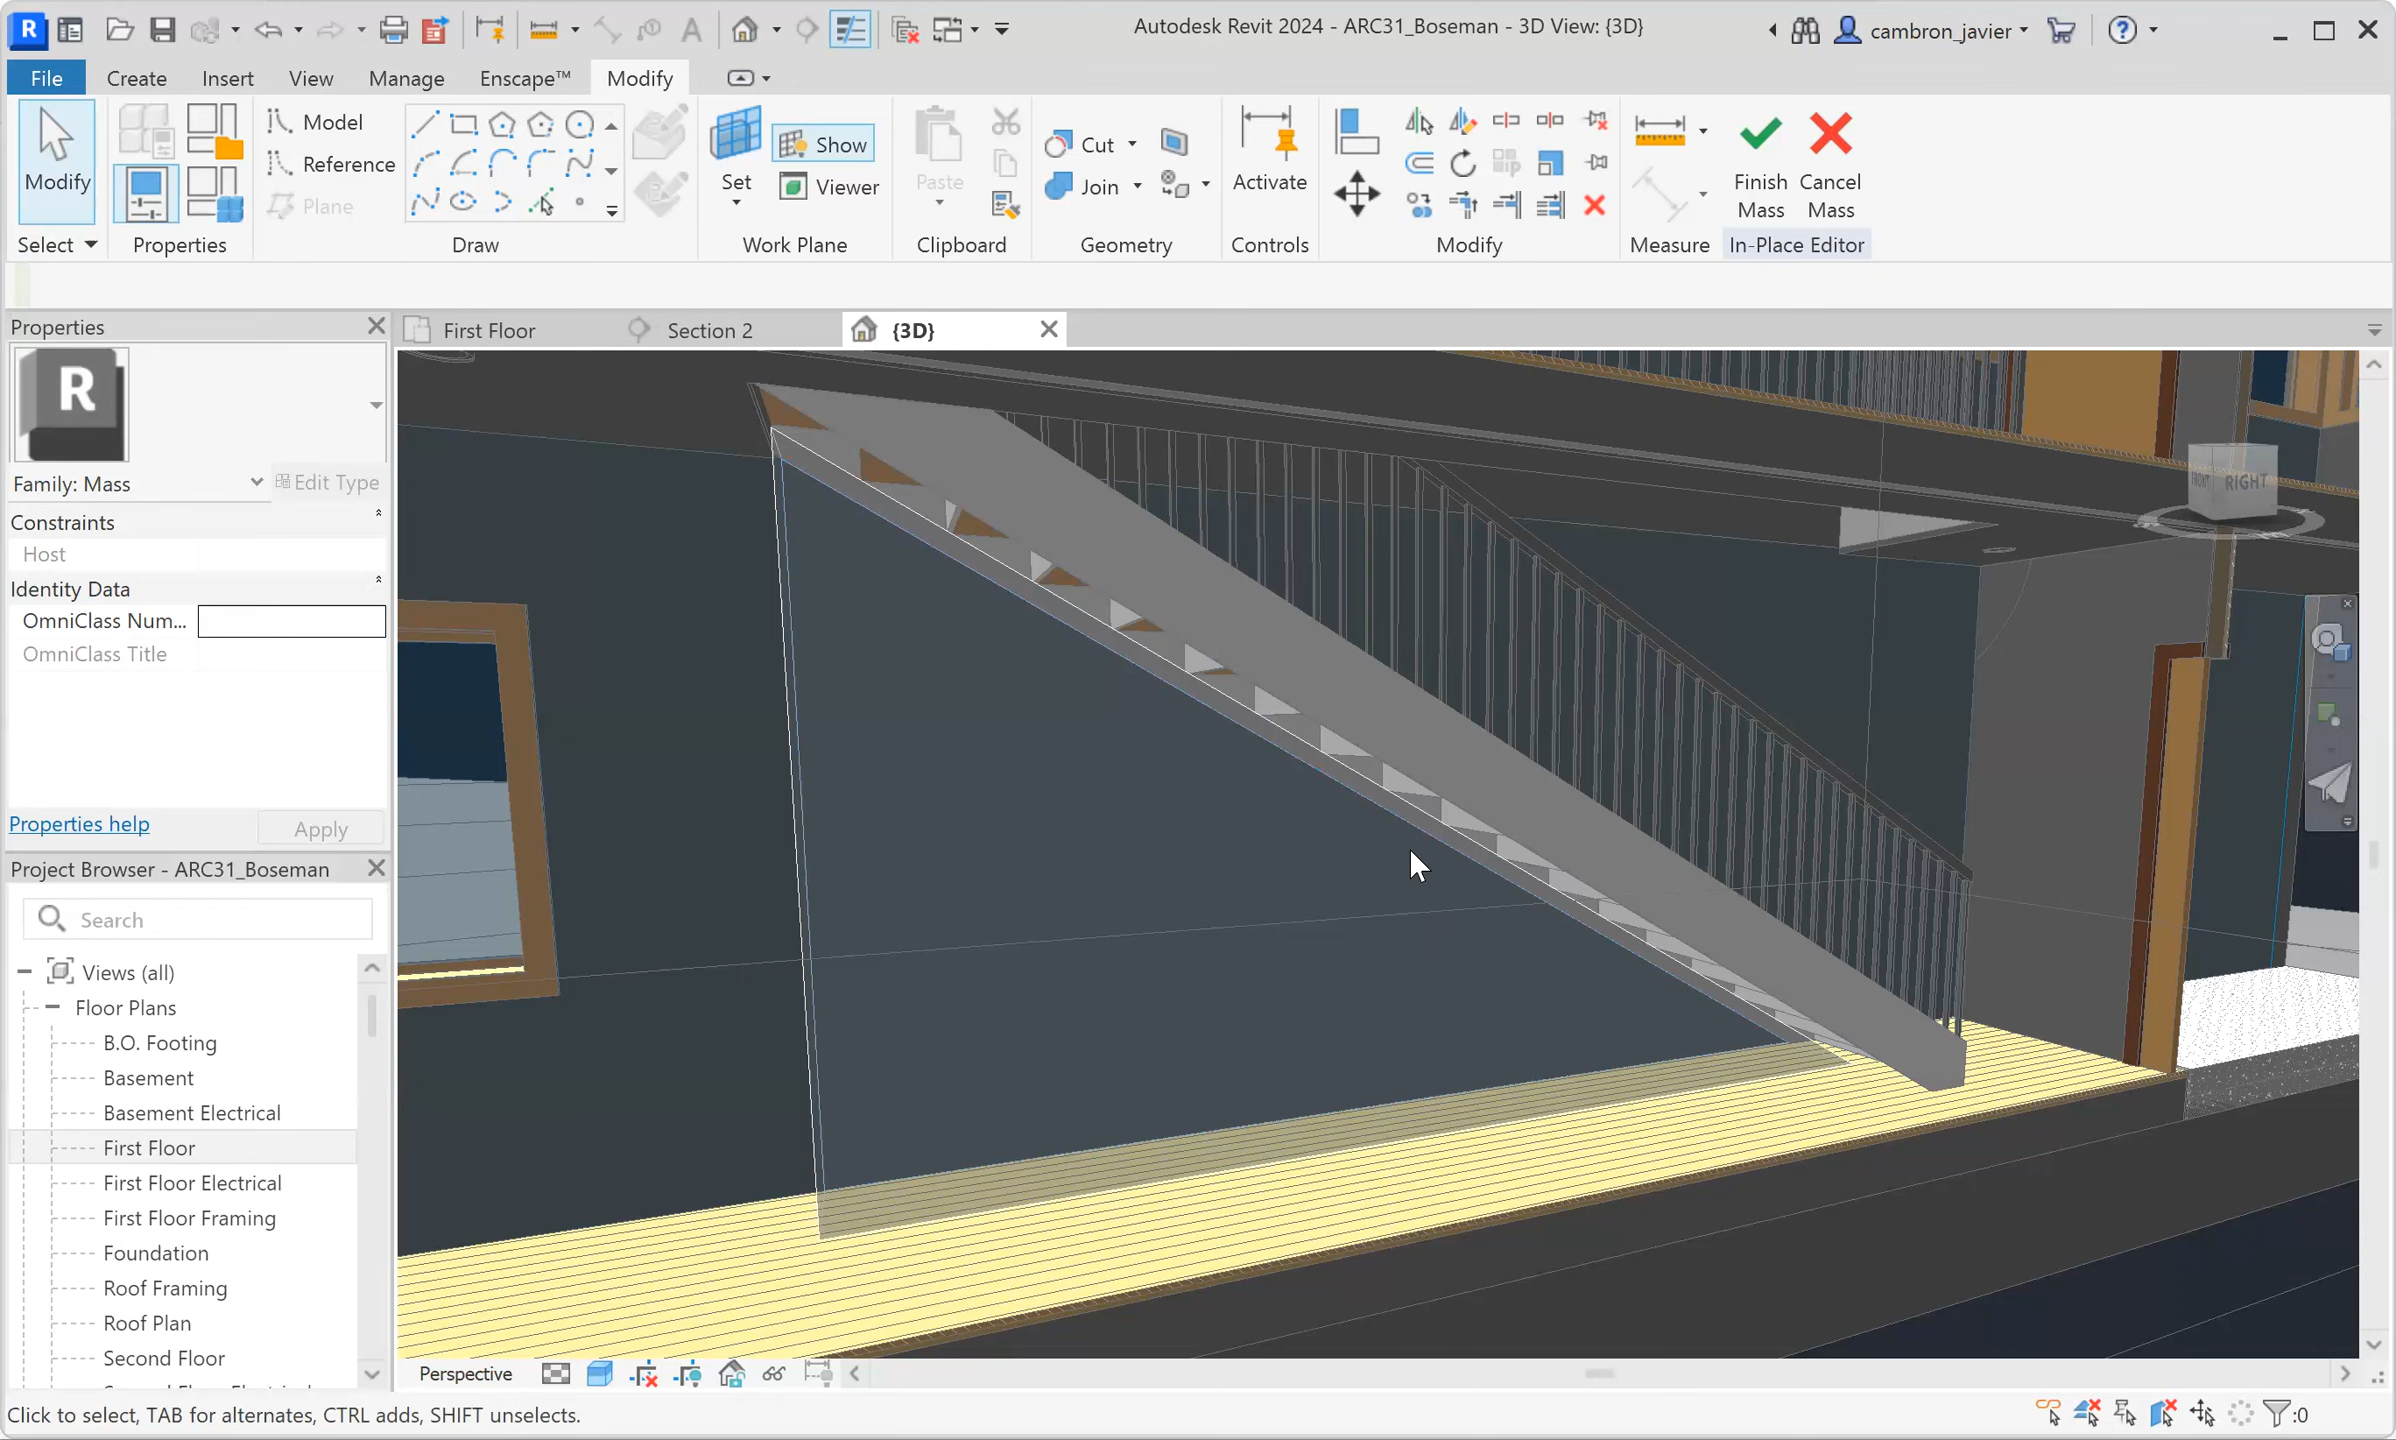 R
Autodesk Revit 2024 - ARC31_Boseman - 3D View: {3D}
cambron_javier
File
Create
Insert
View
Manage
Enscape™
Modify
Modify
Model
Reference
Plane
Set
Show
Viewer
Paste
Cut
Join
Activate
Finish
Mass
Cancel
Mass
Select
Properties
Draw
Work Plane
Clipboard
Geometry
Controls
Modify
Measure
In-Place Editor
Properties
First Floor
Section 2
{3D}
R
Family: Mass
Edit Type
Constraints
Host
Identity Data
OmniClass Num...
OmniClass Title
Properties help
Apply
Project Browser - ARC31_Boseman
Search
Views (all)
Floor Plans
B.O. Footing
Basement
Basement Electrical
First Floor
First Floor Electrical
First Floor Framing
Foundation
Roof Framing
Roof Plan
Second Floor
FRONT
RIGHT
Perspective
Click to select, TAB for alternates, CTRL adds, SHIFT unselects.
:0